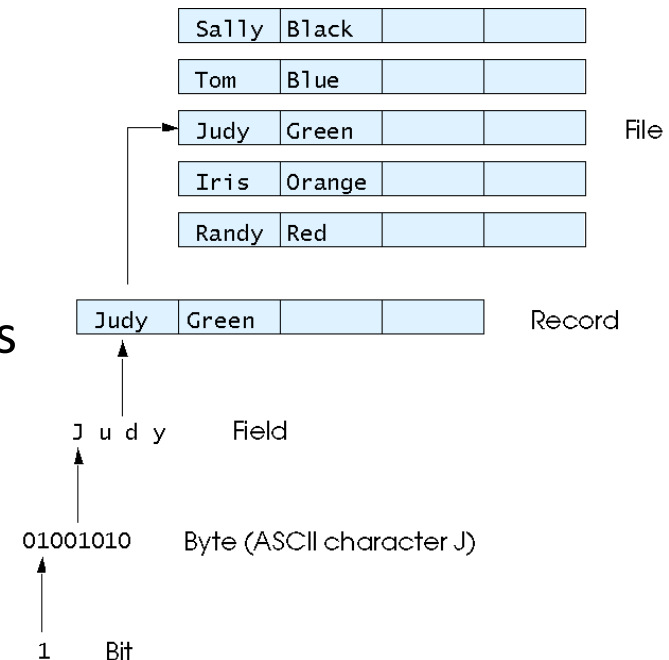 Sally Black
Tom Blue
Judy Green File
Iris Orange
Randy Red
s Judy Green Record
J u d y Field
01001010 Byte (ASCII character J)
1 Bit